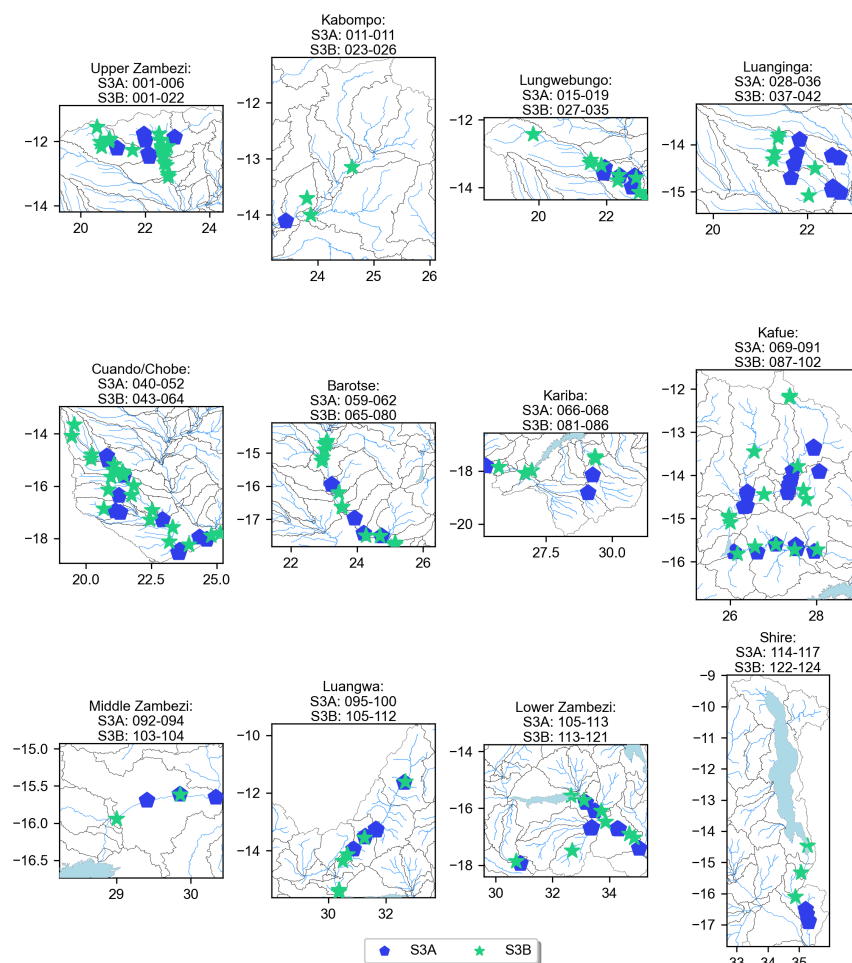 Upper Zambezi:
S3A: 001-006
S3B: 001-022
−12
−14
20
22
24
Kabompo:
S3A: 011-011
S3B: 023-026
−12
−13
−14
24
25
26
Lungwebungo:
S3A: 015-019
S3B: 027-035
−12
−14
20
22
Luanginga:
S3A: 028-036
S3B: 037-042
−14
−15
20
22
Cuando/Chobe:
S3A: 040-052
S3B: 043-064
−14
−16
−18
20.0
22.5
25.0
Barotse:
S3A: 059-062
S3B: 065-080
−15
−16
−17
22
24
26
Kariba:
S3A: 066-068
S3B: 081-086
−18
−20
27.5
30.0
Kafue:
S3A: 069-091
S3B: 087-102
−12
−13
−14
−15
−16
26
28
Middle Zambezi:
S3A: 092-094
S3B: 103-104
−15.0
−15.5
−16.0
−16.5
29
30
Luangwa:
S3A: 095-100
S3B: 105-112
−10
−12
−14
30
32
Lower Zambezi:
S3A: 105-113
S3B: 113-121
−14
−16
−18
30
32
34
Shire:
S3A: 114-117
S3B: 122-124
−9
−10
−11
−12
−13
−14
−15
−16
−17
33
34
35
S3A
S3B